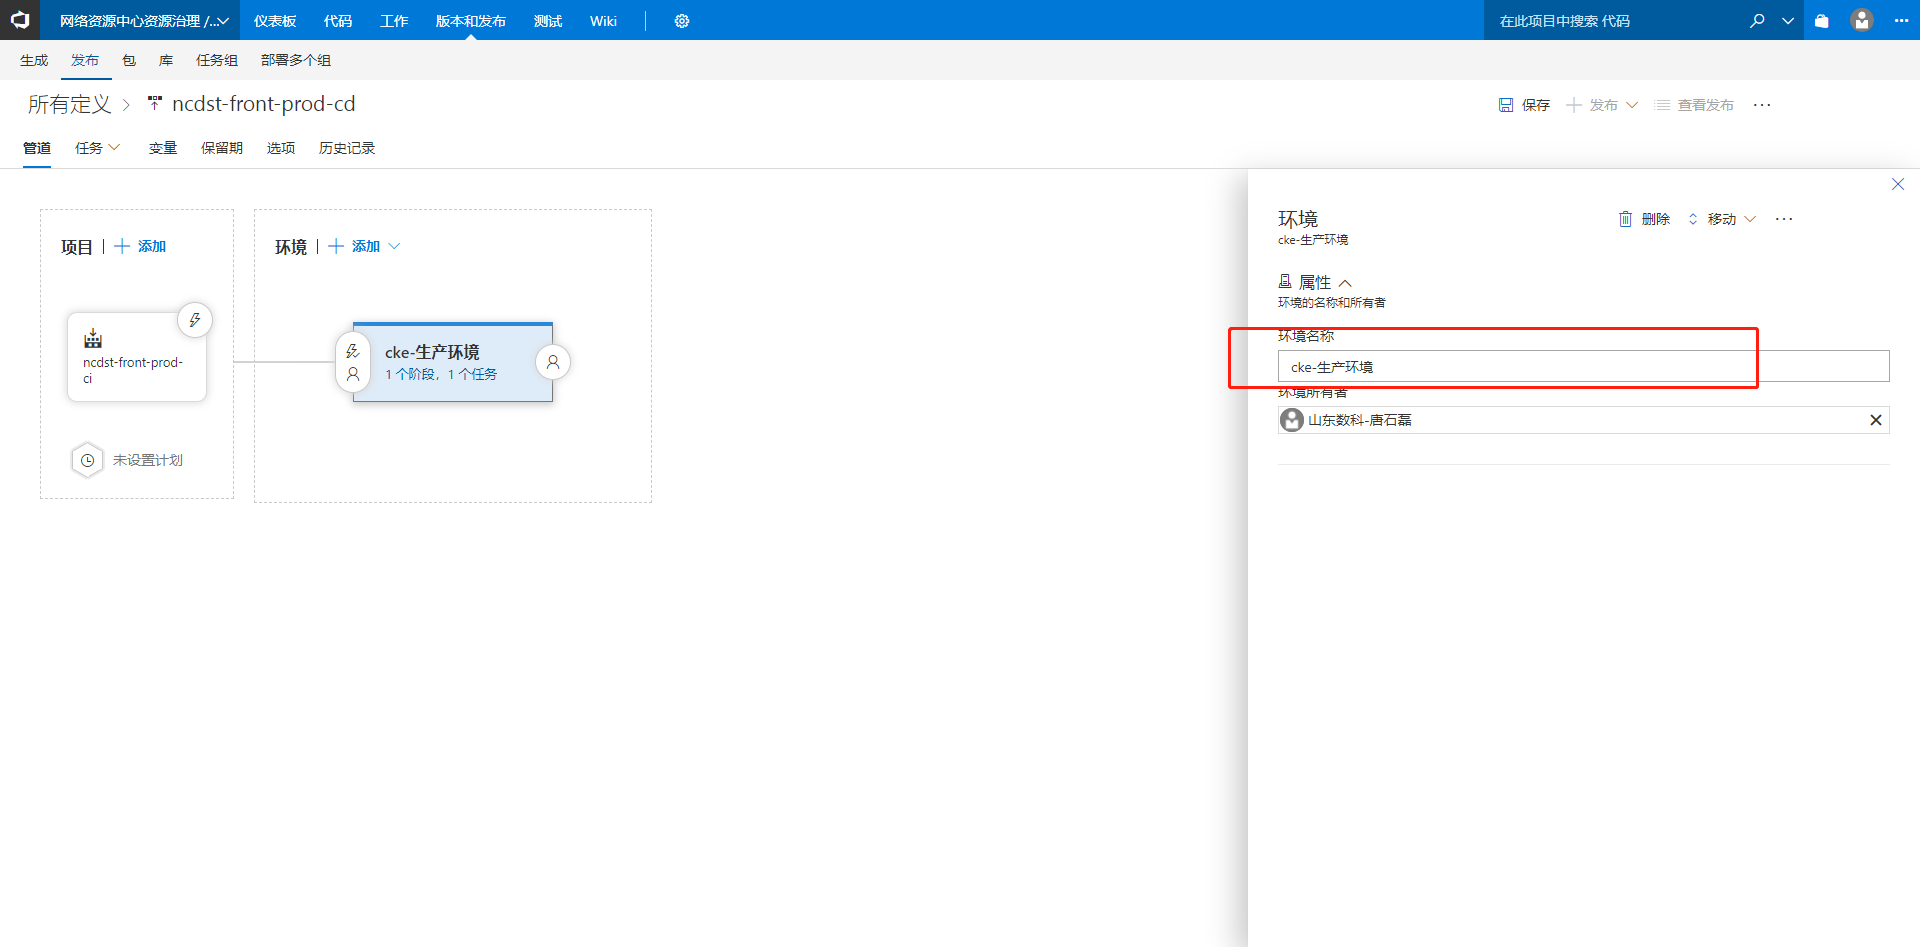 网络资源中心资源治理 /...
仪表板 代码 工作 版本和发布 测试 Wiki
在此项目中搜索 代码
生成 发布 包 库 任务组 部署多个组
所有定义 ncdst-front-prod-cd
保存 发布 查看发布 ...
管道 任务 变量 保留期 选项 历史记录
项目 | + 添加
环境 | + 添加
ncdst-front-prod-
ci
未设置计划
cke-生产环境
1 个阶段，1 个任务
环境
cke-生产环境
删除 移动 ...
属性
环境的名称和所有者
环境名称
cke-生产环境
环境所有者
山东数科-唐石磊